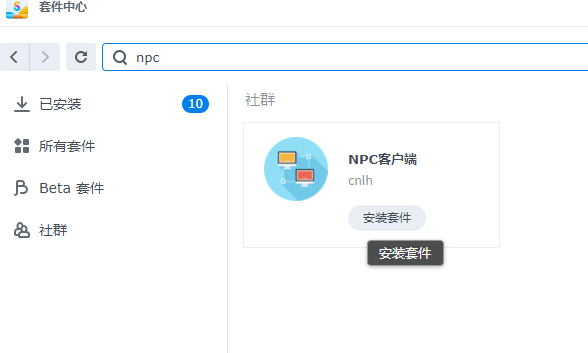 套件中心
npc
已安装
10
所有套件
Beta 套件
社群
社群
NPC客户端
cnlh
安装套件
安装套件